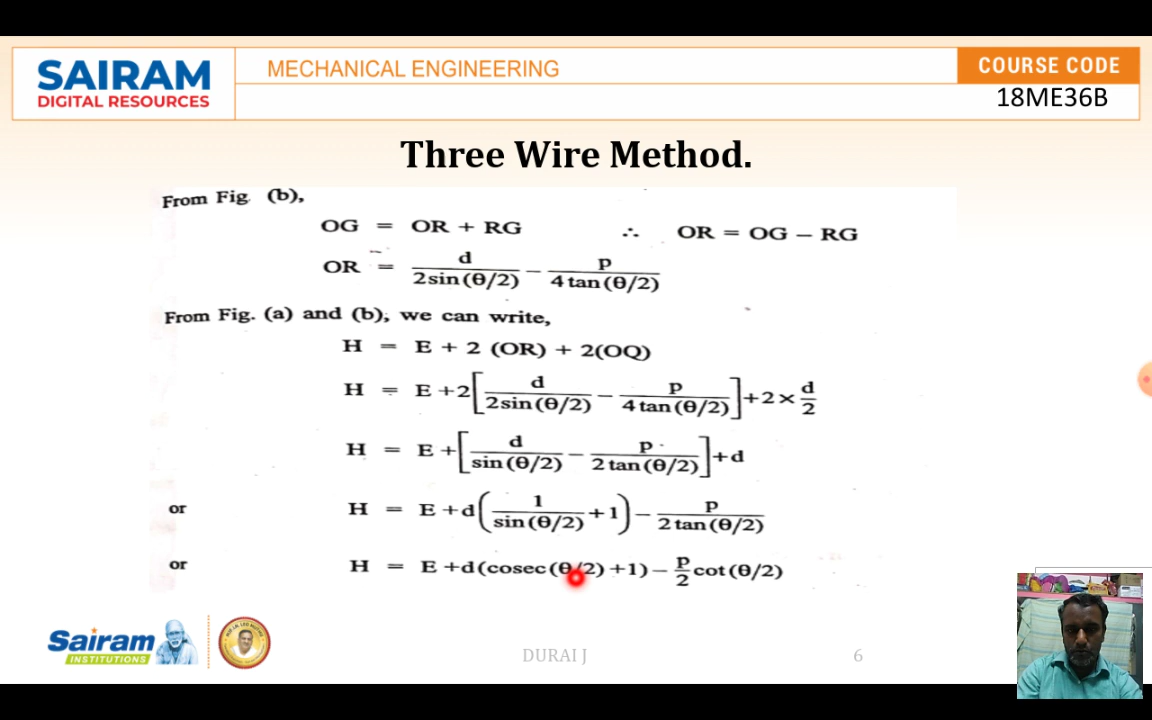 SAIRAM
DIGITAL RESOURCES
MECHANICAL ENGINEERING
COURSE CODE
18ME36B
Three Wire Method.
From Fig. (b),
OG = OR + RG ∴ OR = OG − RG
OR = d/2sin(θ/2) − p/4tan(θ/2)
From Fig. (a) and (b), we can write,
H = E + 2 (OR) + 2(OQ)
H = E+2[d/2sin(θ/2) − p/4tan(θ/2)]+2×d/2
H = E+[d/sin(θ/2) − p/2tan(θ/2)]+d
or H = E+d(1/sin(θ/2)+1) − p/2tan(θ/2)
or H = E+d(cosec(θ/2)+1) − p/2 cot(θ/2)
Sairam
INSTITUTIONS
DURAI J
6